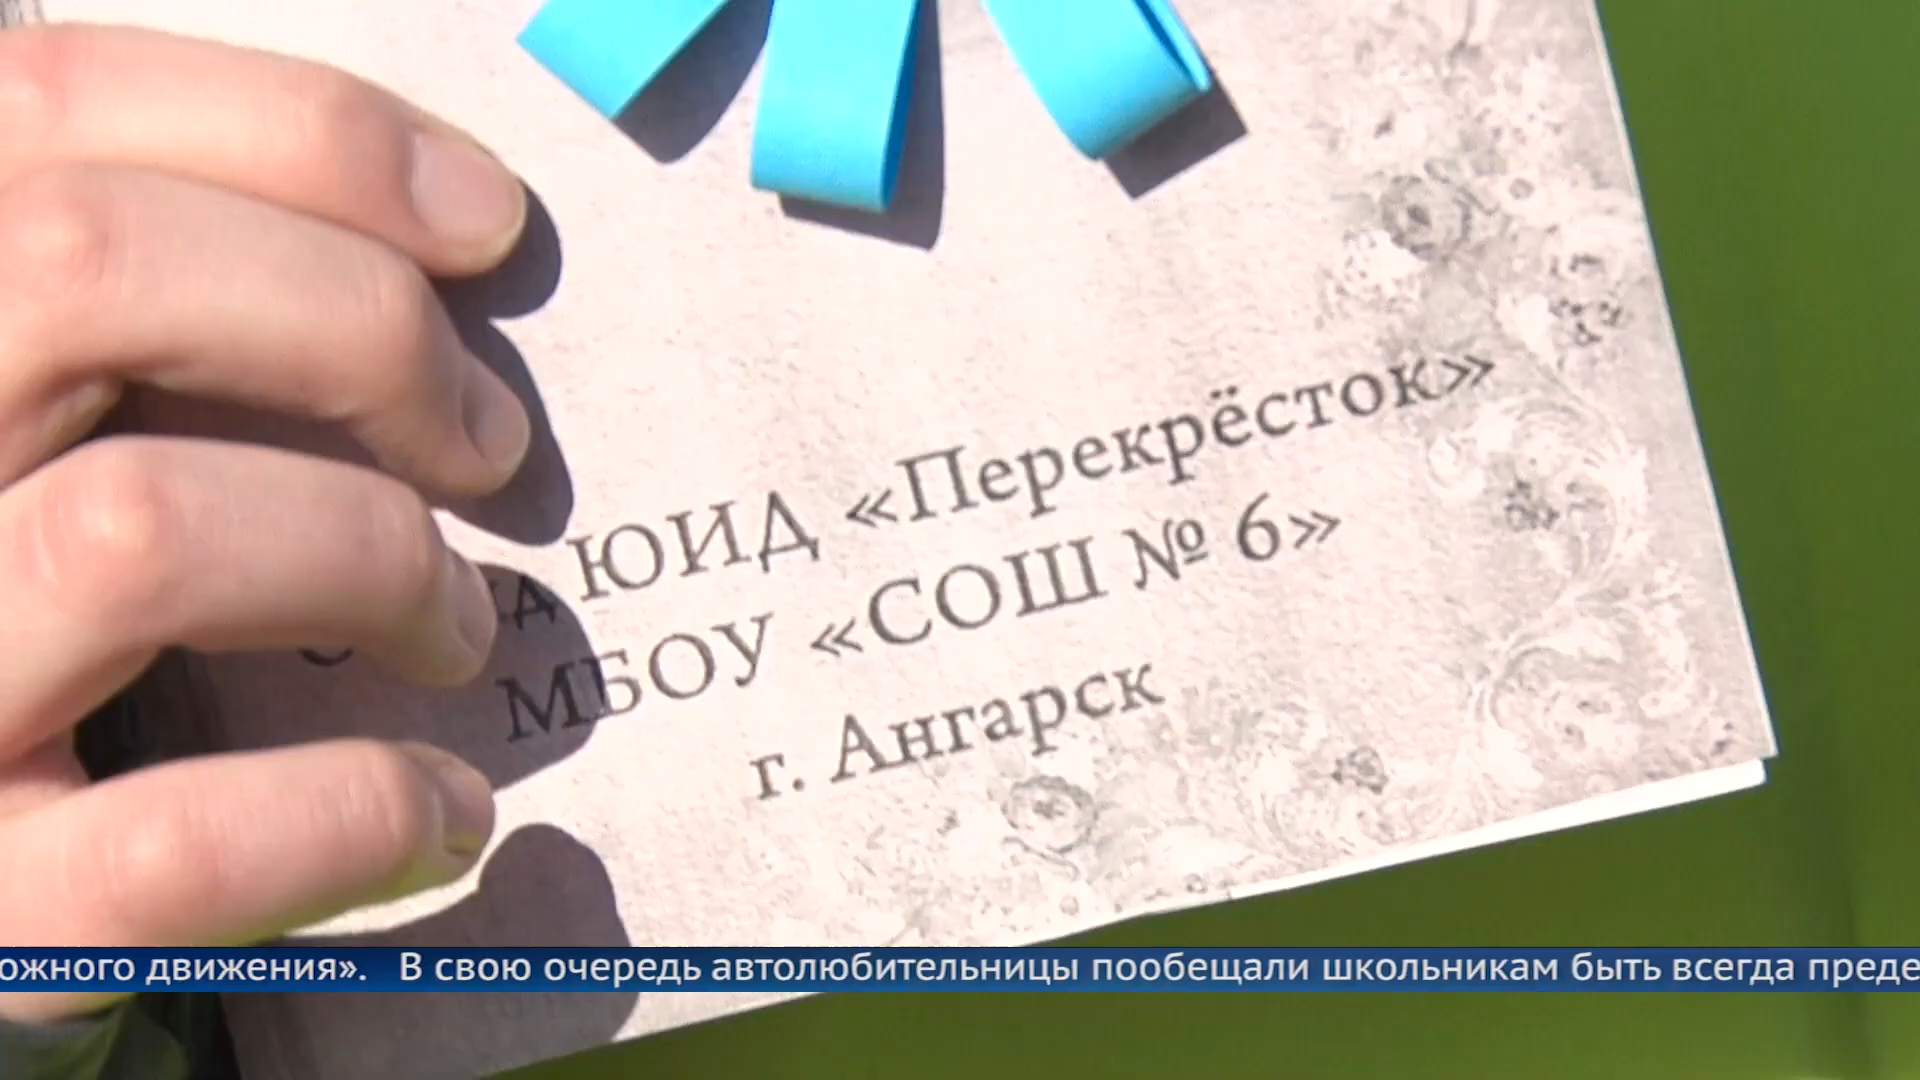 ЮИД «Перекрёсток»
МБОУ «СОШ № 6»
г. Ангарск
ожного движения». В свою очередь автолюбительницы пообещали школьникам быть всегда преде